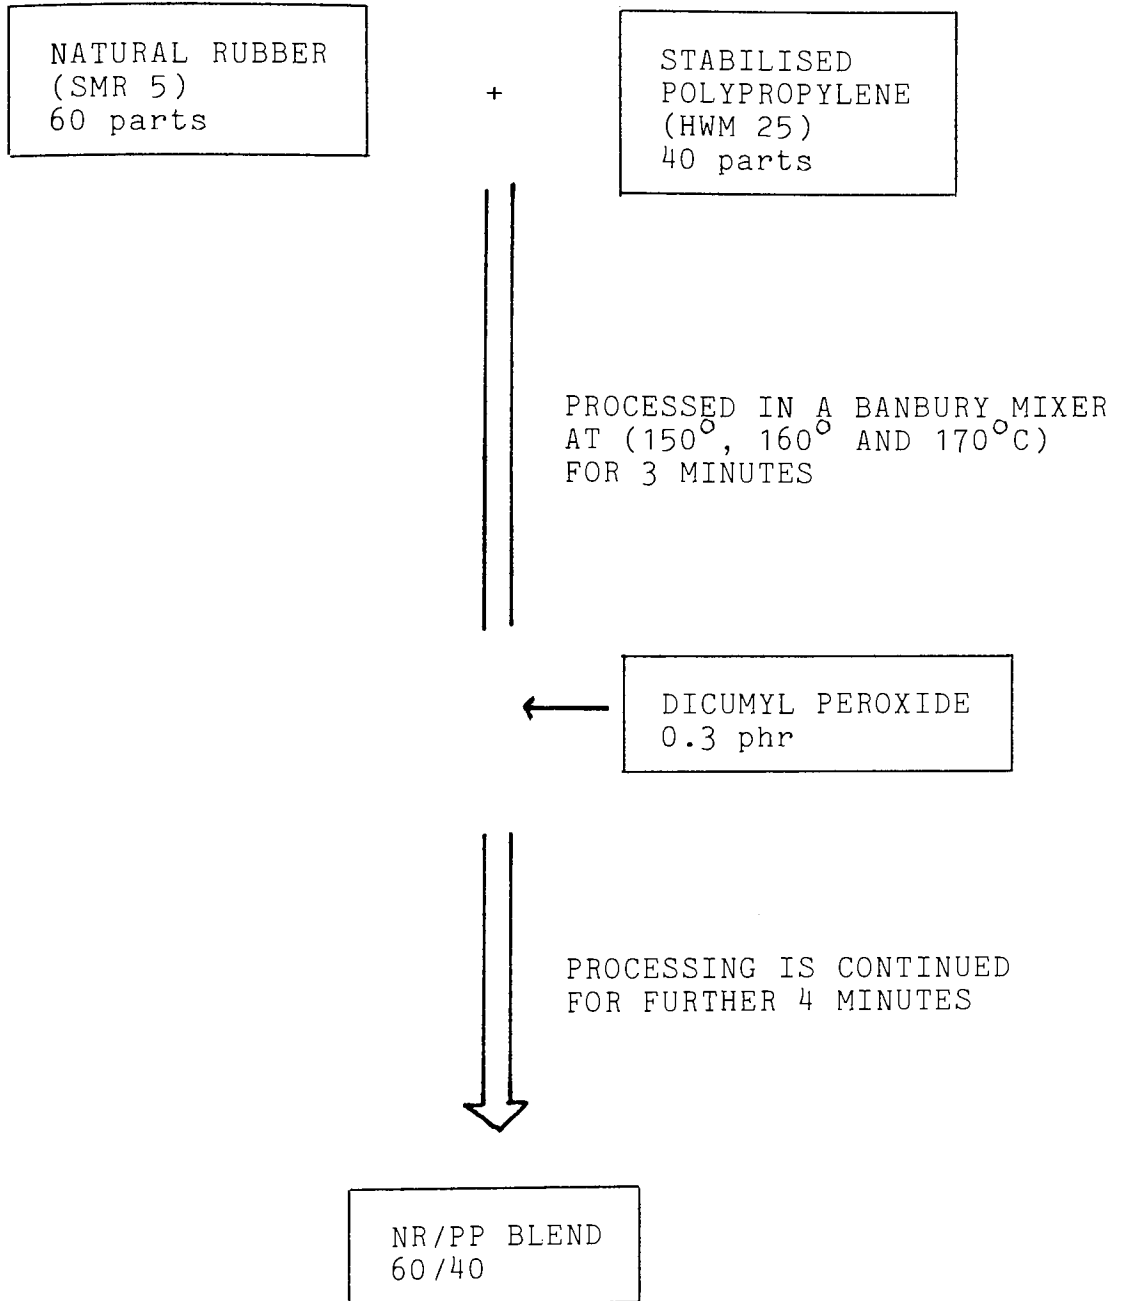 NATURAL RUBBER
(SMR 5)
60 parts
+
STABILISED
POLYPROPYLENE
(HWM 25)
40 parts
PROCESSED IN A BANBURY MIXER
AT (150°, 160° AND 170°C)
FOR 3 MINUTES
DICUMYL PEROXIDE
0.3 phr
PROCESSING IS CONTINUED
FOR FURTHER 4 MINUTES
NR/PP BLEND
60/40